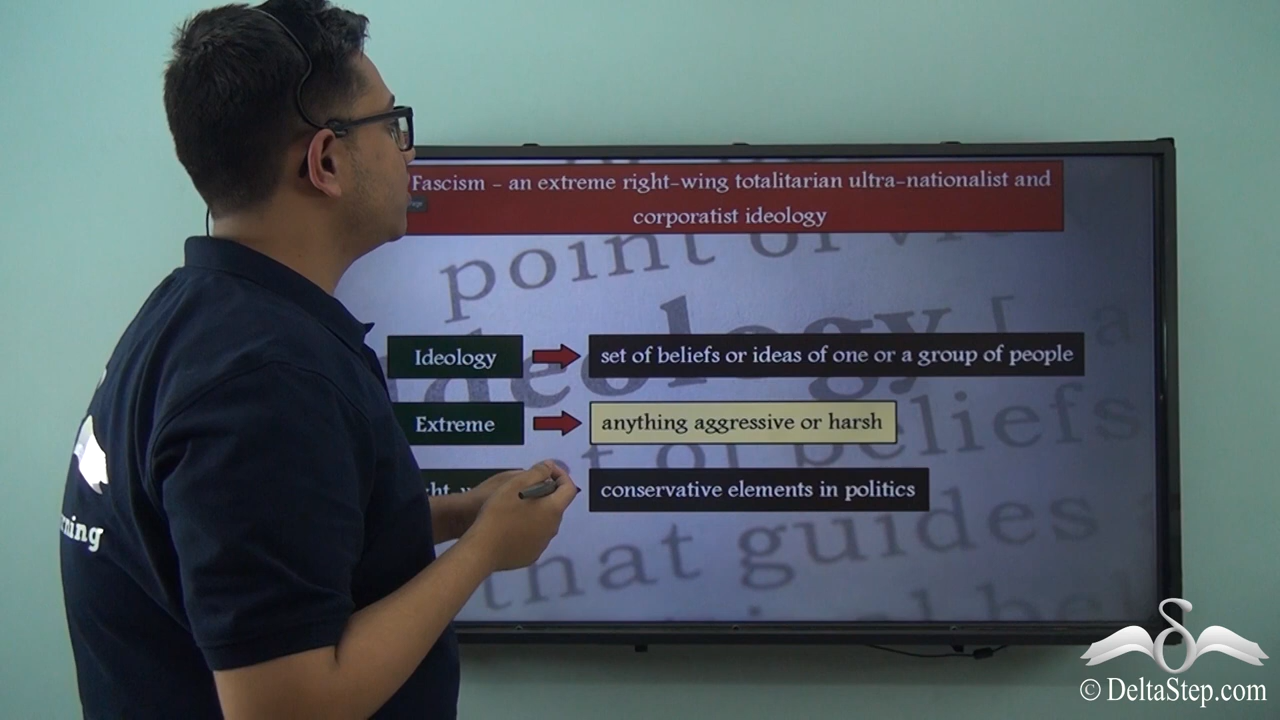 Fascism – an extreme right-wing totalitarian ultra-nationalist and
corporatist ideology
point of
ideology [ a
Ideology
set of beliefs or ideas of one or a group of people
Extreme
anything aggressive or harsh
of beliefs
conservative elements in politics
that guides
© DeltaStep.com